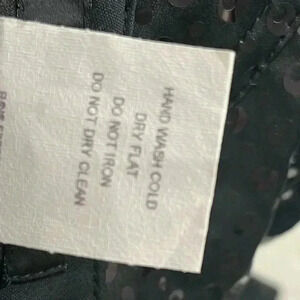 HAND WASH COLD
DRY FLAT
DO NOT IRON
DO NOT DRY CLEAN